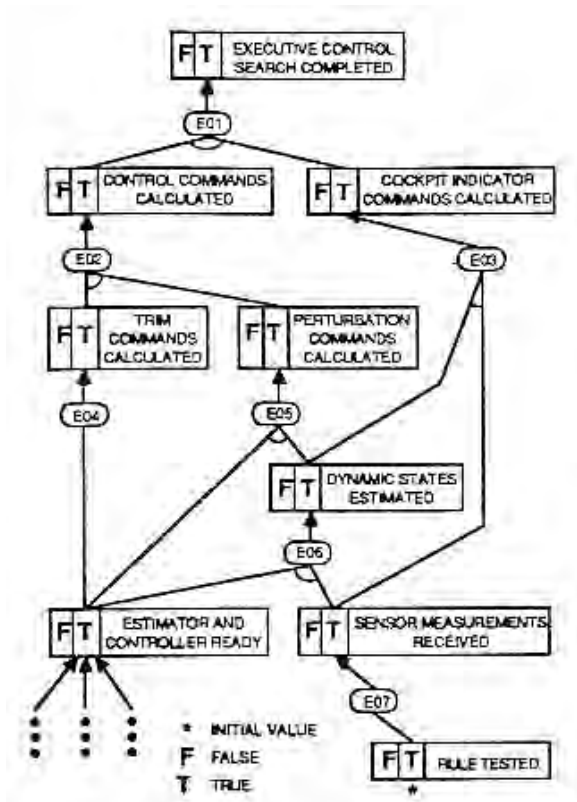 F T EXECUTIVE CONTROL
SEARCH COMPLETED
E01
F T CONTROL COMMANDS
CALCULATED
F T COCKPIT INDICATOR
COMMANDS CALCULATED
E02
E03
F T TRIM
COMMANDS
CALCULATED
F T PERTURBATION
COMMANDS
CALCULATED
E04
E05
F T DYNAMIC STATES
ESTIMATED
E06
F T ESTIMATOR AND
CONTROLLER READY
F T SENSOR MEASUREMENTS
RECEIVED
E07
* INITIAL VALUE
F FALSE
T TRUE
F T RULE TESTED
*